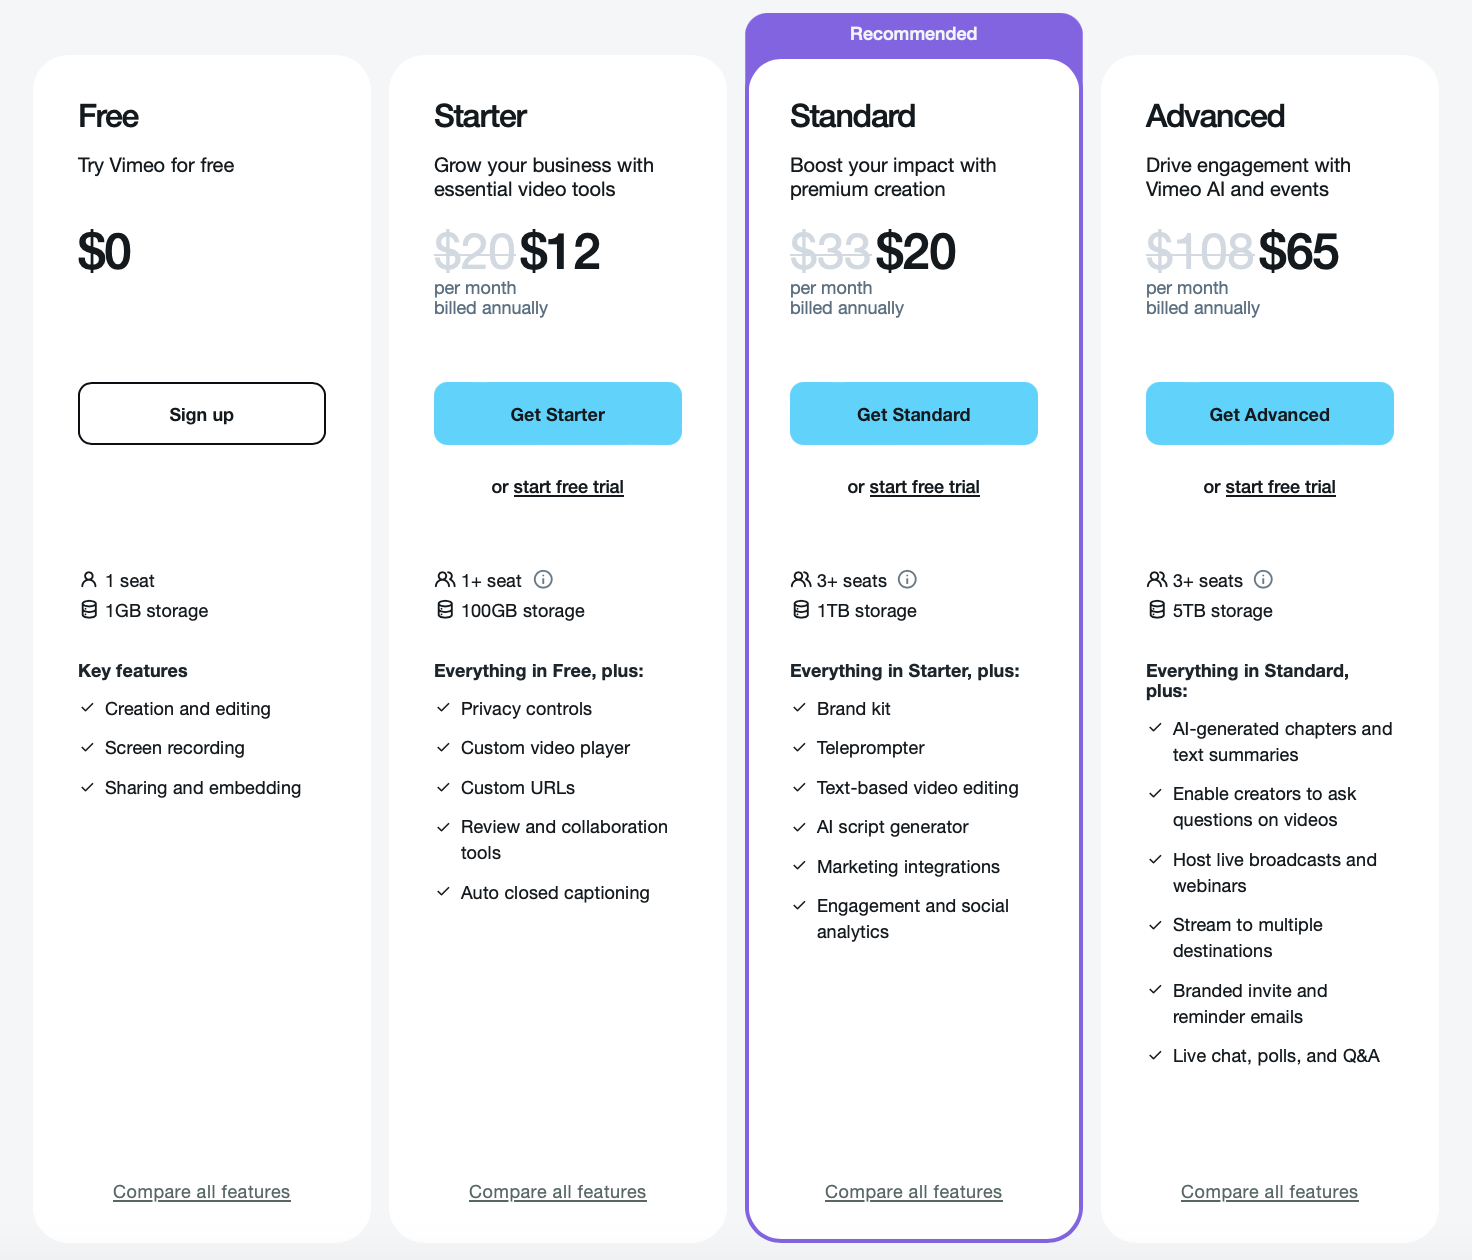 Free
Try Vimeo for free
$0
Sign up
1 seat
1GB storage
Key features
Creation and editing
Screen recording
Sharing and embedding
Compare all features
Starter
Grow your business with
essential video tools
$20 $12
per month
billed annually
Get Starter
or start free trial
1+ seat
100GB storage
Everything in Free, plus:
Privacy controls
Custom video player
Custom URLs
Review and collaboration
tools
Auto closed captioning
Compare all features
Recommended
Standard
Boost your impact with
premium creation
$33 $20
per month
billed annually
Get Standard
or start free trial
3+ seats
1TB storage
Everything in Starter, plus:
Brand kit
Teleprompter
Text-based video editing
AI script generator
Marketing integrations
Engagement and social
analytics
Compare all features
Advanced
Drive engagement with
Vimeo AI and events
$108 $65
per month
billed annually
Get Advanced
or start free trial
3+ seats
5TB storage
Everything in Standard,
plus:
AI-generated chapters and
text summaries
Enable creators to ask
questions on videos
Host live broadcasts and
webinars
Stream to multiple
destinations
Branded invite and
reminder emails
Live chat, polls, and Q&A
Compare all features